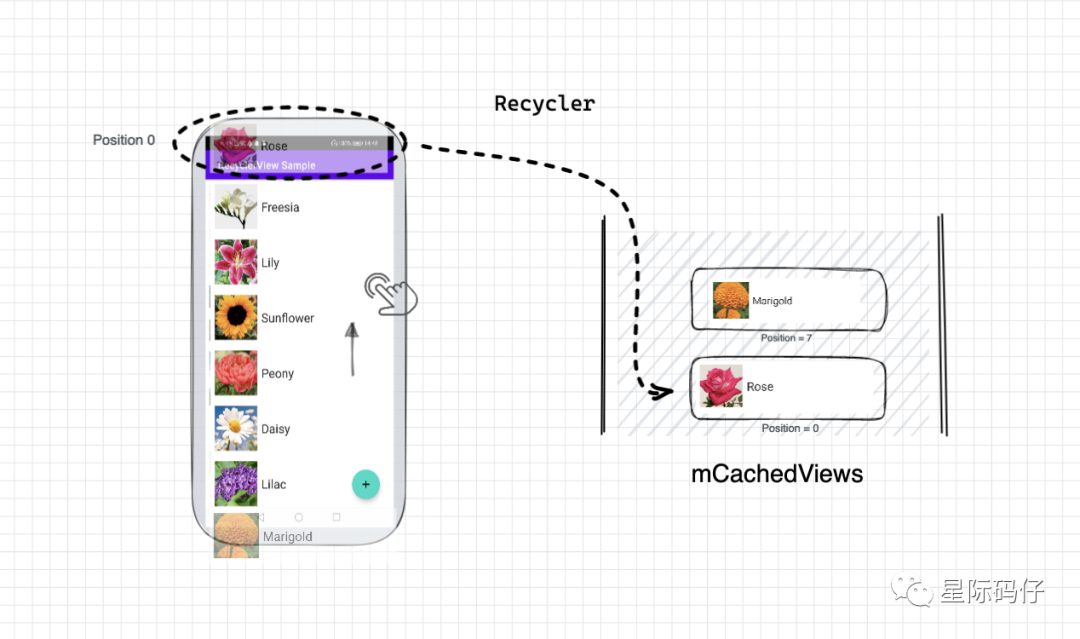 Recycler
Position 0
Rose
RecyclerView Sample
Freesia
Lily
Sunflower
Peony
Daisy
Lilac
+
Marigold
Marigold
Position = 7
Rose
Position = 0
mCachedViews
星际码仔